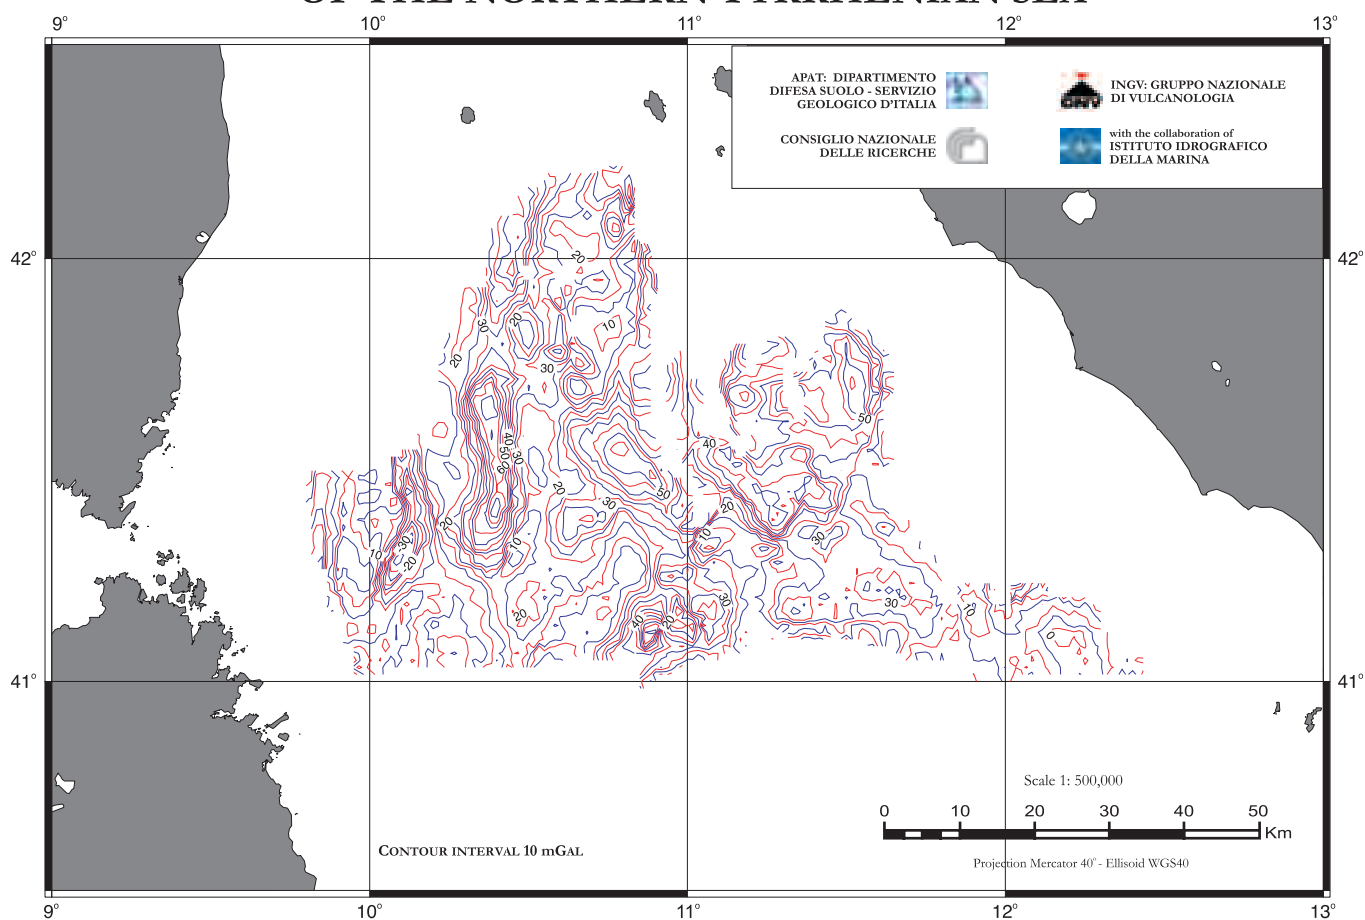 OF THE NORTHERN TYRRHENIAN SEA
9° 10° 11° 12° 13°
APAT: DIPARTIMENTO
DIFESA SUOLO - SERVIZIO
GEOLOGICO D'ITALIA
INGV: GRUPPO NAZIONALE
DI VULCANOLOGIA
CONSIGLIO NAZIONALE
DELLE RICERCHE
with the collaboration of
ISTITUTO IDROGRAFICO
DELLA MARINA
42° 42°
20
30 20 10
20
30
50
40 40
50 30
60
20 50
30 20
20
10 30
10 -30 10
-20
30
30 10
20 40 20
0
41° 41°
Scale 1: 500,000
0 10 20 30 40 50
Km
CONTOUR INTERVAL 10 MGAL
Projection Mercator 40° - Ellisoid WGS40
9° 10° 11° 12° 13°